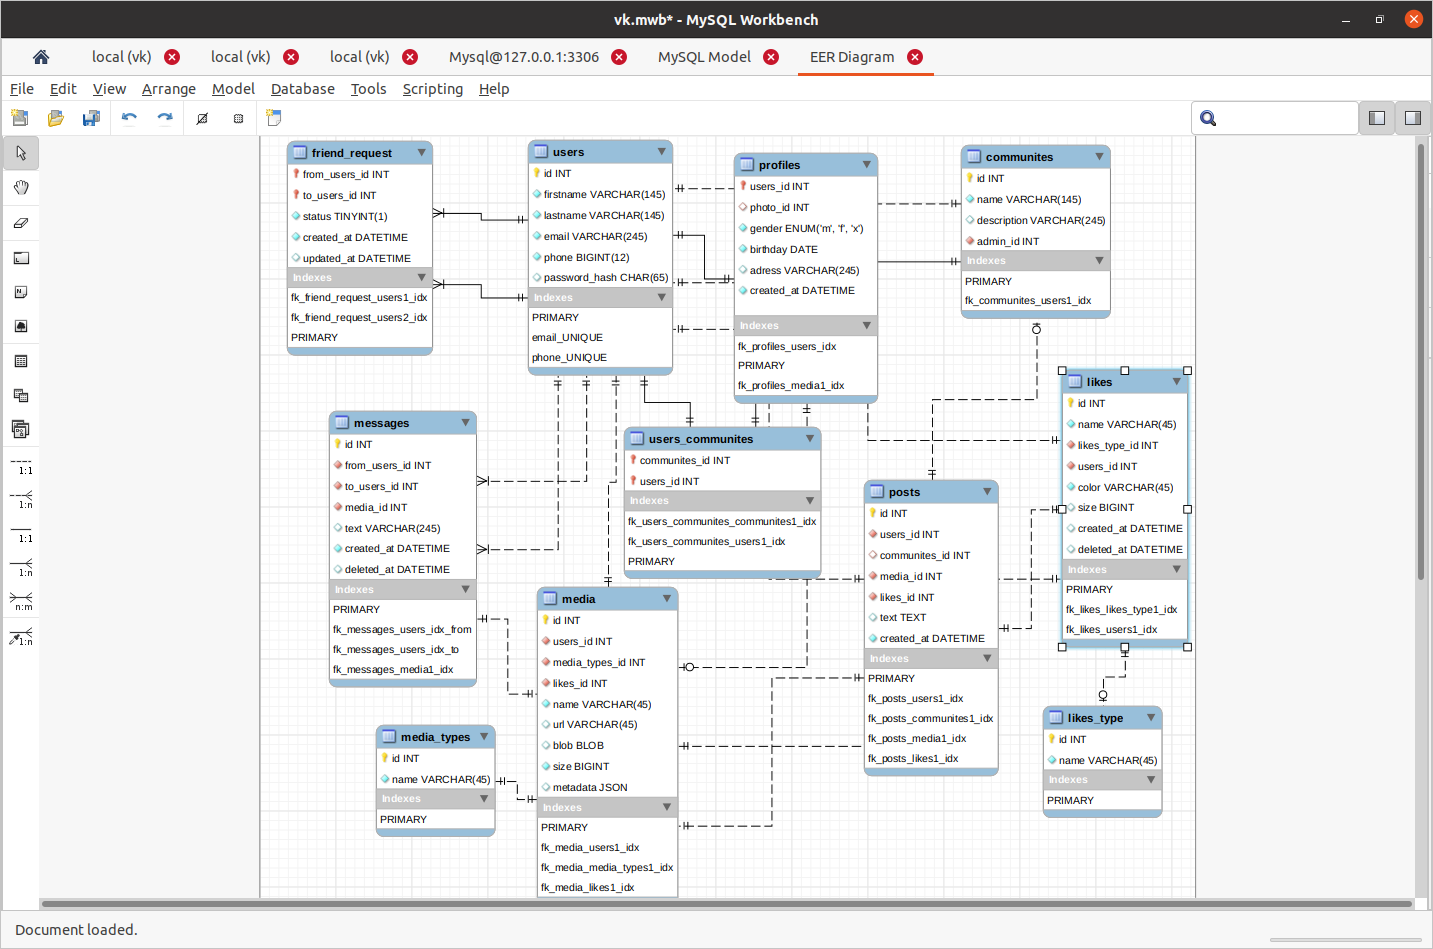 vk.mwb* - MySQL Workbench
local (vk)
local (vk)
local (vk)
Mysql@127.0.0.1:3306
MySQL Model
EER Diagram
File Edit View Arrange Model Database Tools Scripting Help
1:1
1:n
1:1
1:n
n:m
1:n
friend_request
from_users_id INT
to_users_id INT
status TINYINT(1)
created_at DATETIME
updated_at DATETIME
Indexes
fk_friend_request_users1_idx
fk_friend_request_users2_idx
PRIMARY
users
id INT
firstname VARCHAR(145)
lastname VARCHAR(145)
email VARCHAR(245)
phone BIGINT(12)
password_hash CHAR(65)
Indexes
PRIMARY
email_UNIQUE
phone_UNIQUE
profiles
users_id INT
photo_id INT
gender ENUM('m', 'f', 'x')
birthday DATE
adress VARCHAR(245)
created_at DATETIME
Indexes
fk_profiles_users_idx
PRIMARY
fk_profiles_media1_idx
communites
id INT
name VARCHAR(145)
description VARCHAR(245)
admin_id INT
Indexes
PRIMARY
fk_communites_users1_idx
likes
id INT
name VARCHAR(45)
likes_type_id INT
users_id INT
color VARCHAR(45)
size BIGINT
created_at DATETIME
deleted_at DATETIME
Indexes
PRIMARY
fk_likes_likes_type1_idx
fk_likes_users1_idx
messages
id INT
from_users_id INT
to_users_id INT
media_id INT
text VARCHAR(245)
created_at DATETIME
deleted_at DATETIME
Indexes
PRIMARY
fk_messages_users_idx_from
fk_messages_users_idx_to
fk_messages_media1_idx
users_communites
communites_id INT
users_id INT
Indexes
fk_users_communites_communites1_idx
fk_users_communites_users1_idx
PRIMARY
posts
id INT
users_id INT
communites_id INT
media_id INT
likes_id INT
text TEXT
created_at DATETIME
Indexes
PRIMARY
fk_posts_users1_idx
fk_posts_communites1_idx
fk_posts_media1_idx
fk_posts_likes1_idx
media
id INT
users_id INT
media_types_id INT
likes_id INT
name VARCHAR(45)
url VARCHAR(45)
blob BLOB
size BIGINT
metadata JSON
Indexes
PRIMARY
fk_media_users1_idx
fk_media_media_types1_idx
fk_media_likes1_idx
media_types
id INT
name VARCHAR(45)
Indexes
PRIMARY
likes_type
id INT
name VARCHAR(45)
Indexes
PRIMARY
Document loaded.